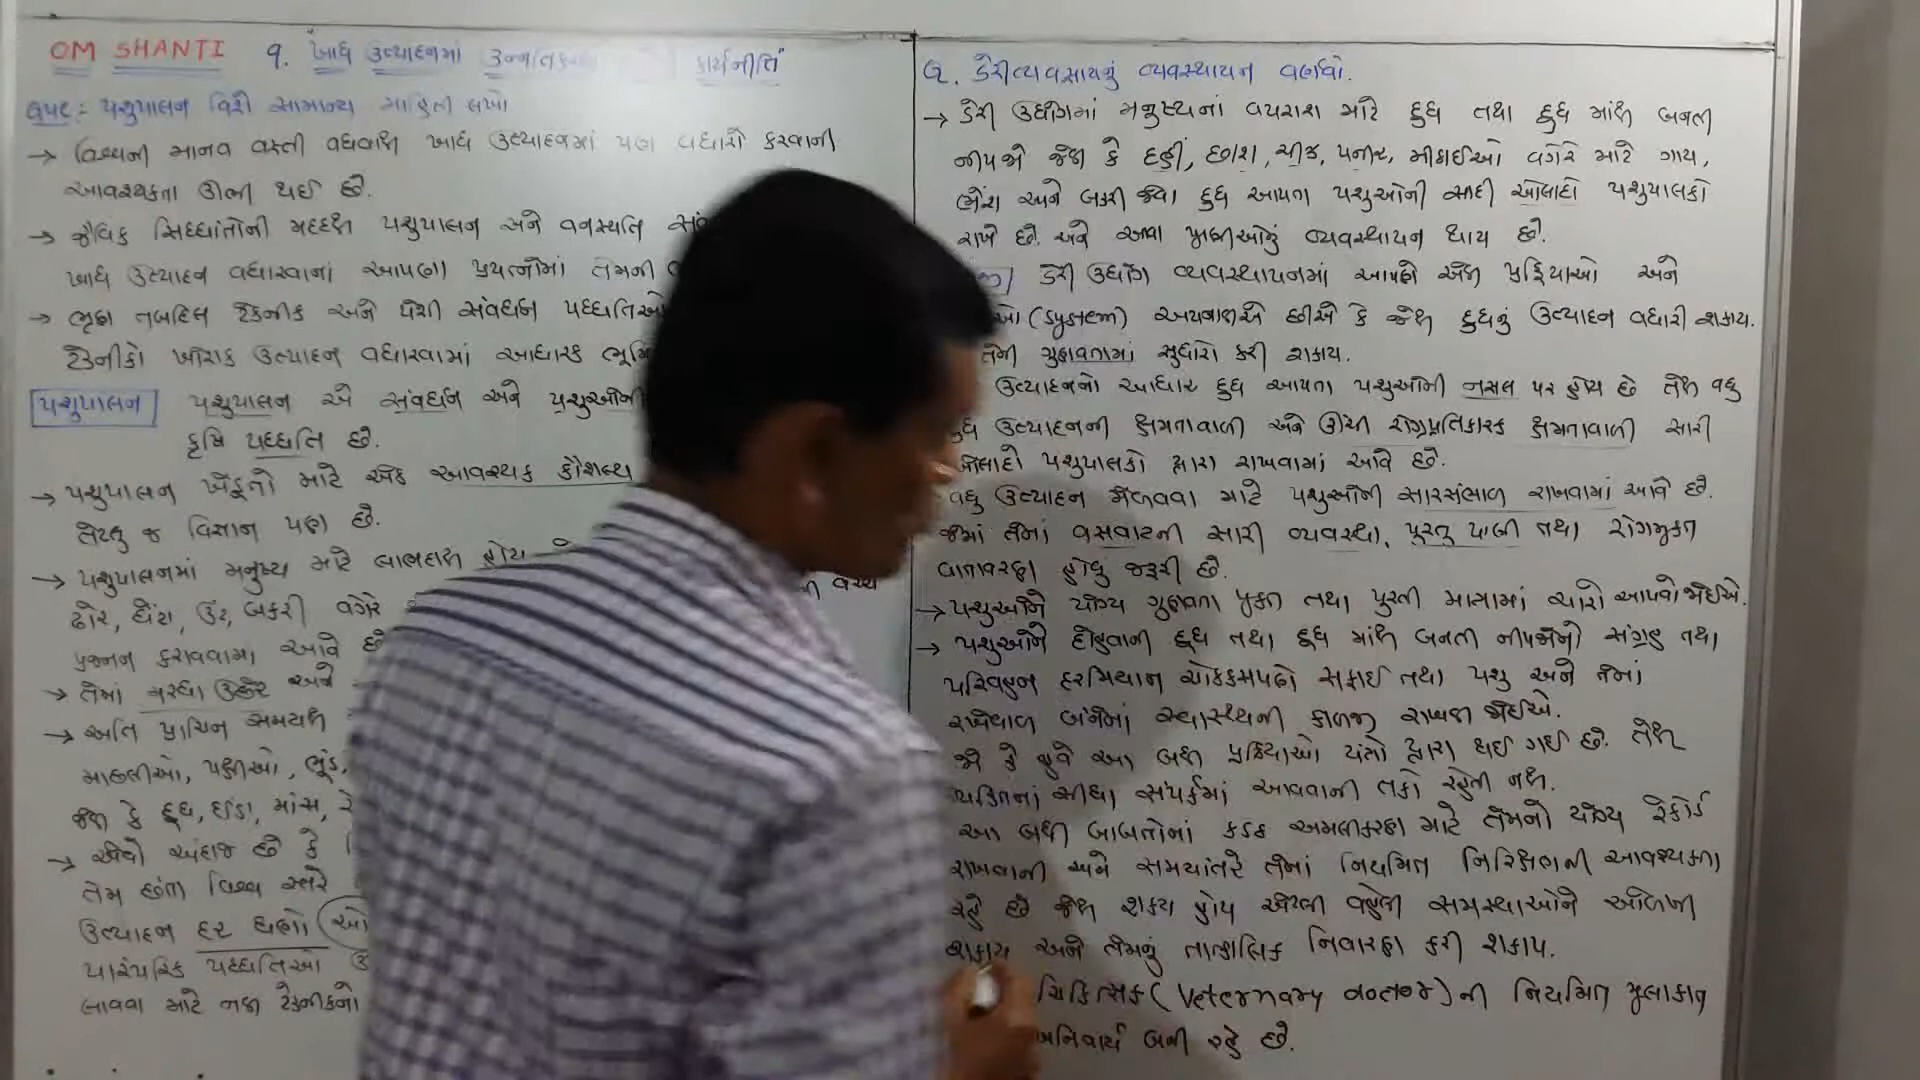 OM SHANTI ૧. "ખાદ્ય ઉત્પાદનમાં કાર્યનીતિ"
પશુપાલન વિશે સામાન્ય માહિતી લખો
→ વિશ્વની માનવ વસ્તી વધવાથી ખાદ્ય ઉત્પાદનમાં પણ વધારો કરવાની
આવશ્યકતા ઊભી થઈ છે.
→ જૈવિક સિદ્ધાંતોની મદદથી પશુપાલન અને વનસ્પતિ
ખાદ્ય ઉત્પાદન વધારવાનાં આપણા પ્રયત્નોમાં તેમની
→ ભ્રૂણ તબદિલ ટેકનીક અને પેશી સંવર્ધન પદ્ધતિઓ
ટેકનીકો ખોરાક ઉત્પાદન વધારવામાં આધારક
પશુપાલન પશુપાલન એ સંવર્ધન અને પશુઓની
કૃષિ પદ્ધતિ છે.
→ પશુપાલન ખેડૂતો માટે એક આવશ્યક કૌશલ્ય
તેટલુ જ વિજ્ઞાન પણ છે.
→ પશુપાલનમાં મનુષ્ય માટે લાભદાયી હોય
ઢોર, ઘેંટા, ઉંટ, બકરી વગેરે
પ્રજનન કરાવવામાં આવે છે
→ તેમાં મરઘા ઉછેર અને
→ અતિ પ્રાચિન સમયથી
માછલીઓ, પક્ષીઓ, ભૂંડ,
જેથી કે દૂધ, ઈંડા, માંસ,
→ એવો અંદાજ છે કે
તેમ છતાં વિશ્વ સ્તરે
ઉત્પાદન દર ઘણો ઓ
પારંપરિક પદ્ધતિઓ
લાવવા માટે નવી ટેકનીકનો
૨. ડેરીવ્યવસાયનું વ્યવસ્થાપન વર્ણવો.
→ ડેરી ઉદ્યોગમાં મનુષ્યનાં વપરાશ માટે દુધ તથા દુધ માંથી બનતી
નીપજો જેવી કે દહીં, છાશ, ચીઝ, પનીર, મીઠાઈઓ વગેરે માટે ગાય,
ભેંશ અને બકરી જેવા દુધ આપતા પશુઓની સારી ઓલાદો પશુપાલકો
રાખે છે. અને આવા પ્રાણીઓનું વ્યવસ્થાપન થાય છે.
ડેરી ઉદ્યોગ વ્યવસ્થાપનમાં આપણે એવી પ્રક્રિયાઓ અને
(System) અપનાવીએ છીએ કે જેથી દુધનું ઉત્પાદન વધારી શકાય.
તેની ગુણવત્તામાં સુધારો કરી શકાય.
ઉત્પાદનનો આધાર દુધ આપતા પશુઓની નસલ પર હોય છે તેથી વધુ
દુધ ઉત્પાદનની ક્ષમતાવાળી અને ઊંચી રોગપ્રતિકારક ક્ષમતાવાળી સારી
ઓલાદો પશુપાલકો દ્વારા રાખવામાં આવે છે.
વધુ ઉત્પાદન મેળવવા માટે પશુઓની સારસંભાળ રાખવામાં આવે છે.
જેમાં તેનાં વસવાટની સારી વ્યવસ્થા, પુરતુ પાણી તથા રોગમુક્ત
વાતાવરણ હોવું જરૂરી છે.
→ પશુઓને યોગ્ય ગુણવત્તા યુક્ત તથા પુરતી માત્રામાં ચારો આપવો જોઈએ.
→ પશુઓને દોહવાની દૂધ તથા દૂધ માંથી બનતી નીપજોનો સંગ્રહ તથા
પરિવહન દરમિયાન ચોક્કસપણે સફાઈ તથા પશુ અને તેનાં
રખેવાળ બંનેનાં સ્વાસ્થ્યની કાળજી રાખવી જોઈએ.
જો કે હવે આ બધી પ્રક્રિયાઓ યંત્રો દ્વારા થઈ ગઈ છે. તેથી
વ્યક્તિનાં સીધા સંપર્કમાં આવવાની તકો રહેતી નથી.
આ બધી બાબતોનાં કડક અમલીકરણ માટે તેમનો યોગ્ય રેકોર્ડ
રાખવાની અને સમયાંતરે તેનાં નિયમિત નિરિક્ષણની આવશ્યકતા
રહે છે જેથી શક્ય હોય એટલી વહેલી સમસ્યાઓને ઓળખી
શકાય અને તેમનું તાત્કાલિક નિવારણ કરી શકાય.
ચિકિત્સક (Veternary doctor) ની નિયમિત મુલાકાત
અનિવાર્ય બની રહે છે.